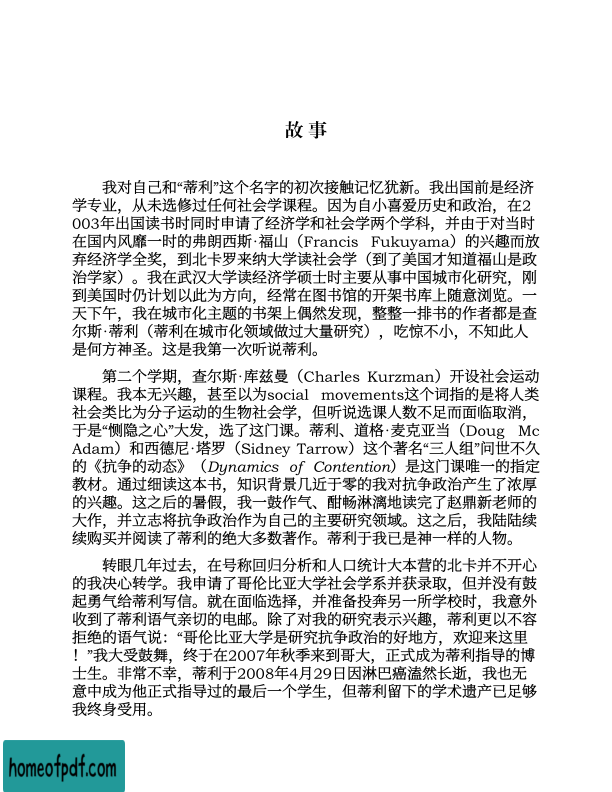 故 事
我对自己和“蒂利”这个名字的初次接触记忆犹新。我出国前是经济
学专业，从未选修过任何社会学课程。因为自小喜爱历史和政治，在2
003年出国读书时同时申请了经济学和社会学两个学科，并由于对当时
在国内风靡一时的弗朗西斯·福山（Francis Fukuyama）的兴趣而放
弃经济学全奖，到北卡罗来纳大学读社会学（到了美国才知道福山是政
治学家）。我在武汉大学读经济学硕士时主要从事中国城市化研究，刚
到美国时仍计划以此为方向，经常在图书馆的开架书库上随意浏览。一
天下午，我在城市化主题的书架上偶然发现，整整一排书的作者都是查
尔斯·蒂利（蒂利在城市化领域做过大量研究），吃惊不小，不知此人
是何方神圣。这是我第一次听说蒂利。
第二个学期，查尔斯·库兹曼（Charles Kurzman）开设社会运动
课程。我本无兴趣，甚至以为social movements这个词指的是将人类
社会类比为分子运动的生物社会学，但听说选课人数不足而面临取消，
于是“恻隐之心”大发，选了这门课。蒂利、道格·麦克亚当（Doug Mc
Adam）和西德尼·塔罗（Sidney Tarrow）这个著名“三人组”问世不久
的《抗争的动态》（Dynamics of Contention）是这门课唯一的指定
教材。通过细读这本书，知识背景几近于零的我对抗争政治产生了浓厚
的兴趣。这之后的暑假，我一鼓作气、酣畅淋漓地读完了赵鼎新老师的
大作，并立志将抗争政治作为自己的主要研究领域。这之后，我陆陆续
续购买并阅读了蒂利的绝大多数著作。蒂利于我已是神一样的人物。
转眼几年过去，在号称回归分析和人口统计大本营的北卡并不开心
的我决心转学。我申请了哥伦比亚大学社会学系并获录取，但并没有鼓
起勇气给蒂利写信。就在面临选择，并准备投奔另一所学校时，我意外
收到了蒂利语气亲切的电邮。除了对我的研究表示兴趣，蒂利更以不容
拒绝的语气说：“哥伦比亚大学是研究抗争政治的好地方，欢迎来这里
！”我大受鼓舞，终于在2007年秋季来到哥大，正式成为蒂利指导的博
士生。非常不幸，蒂利于2008年4月29日因淋巴癌溘然长逝，我也无
意中成为他正式指导过的最后一个学生，但蒂利留下的学术遗产已足够
我终身受用。
homeofpdf.com